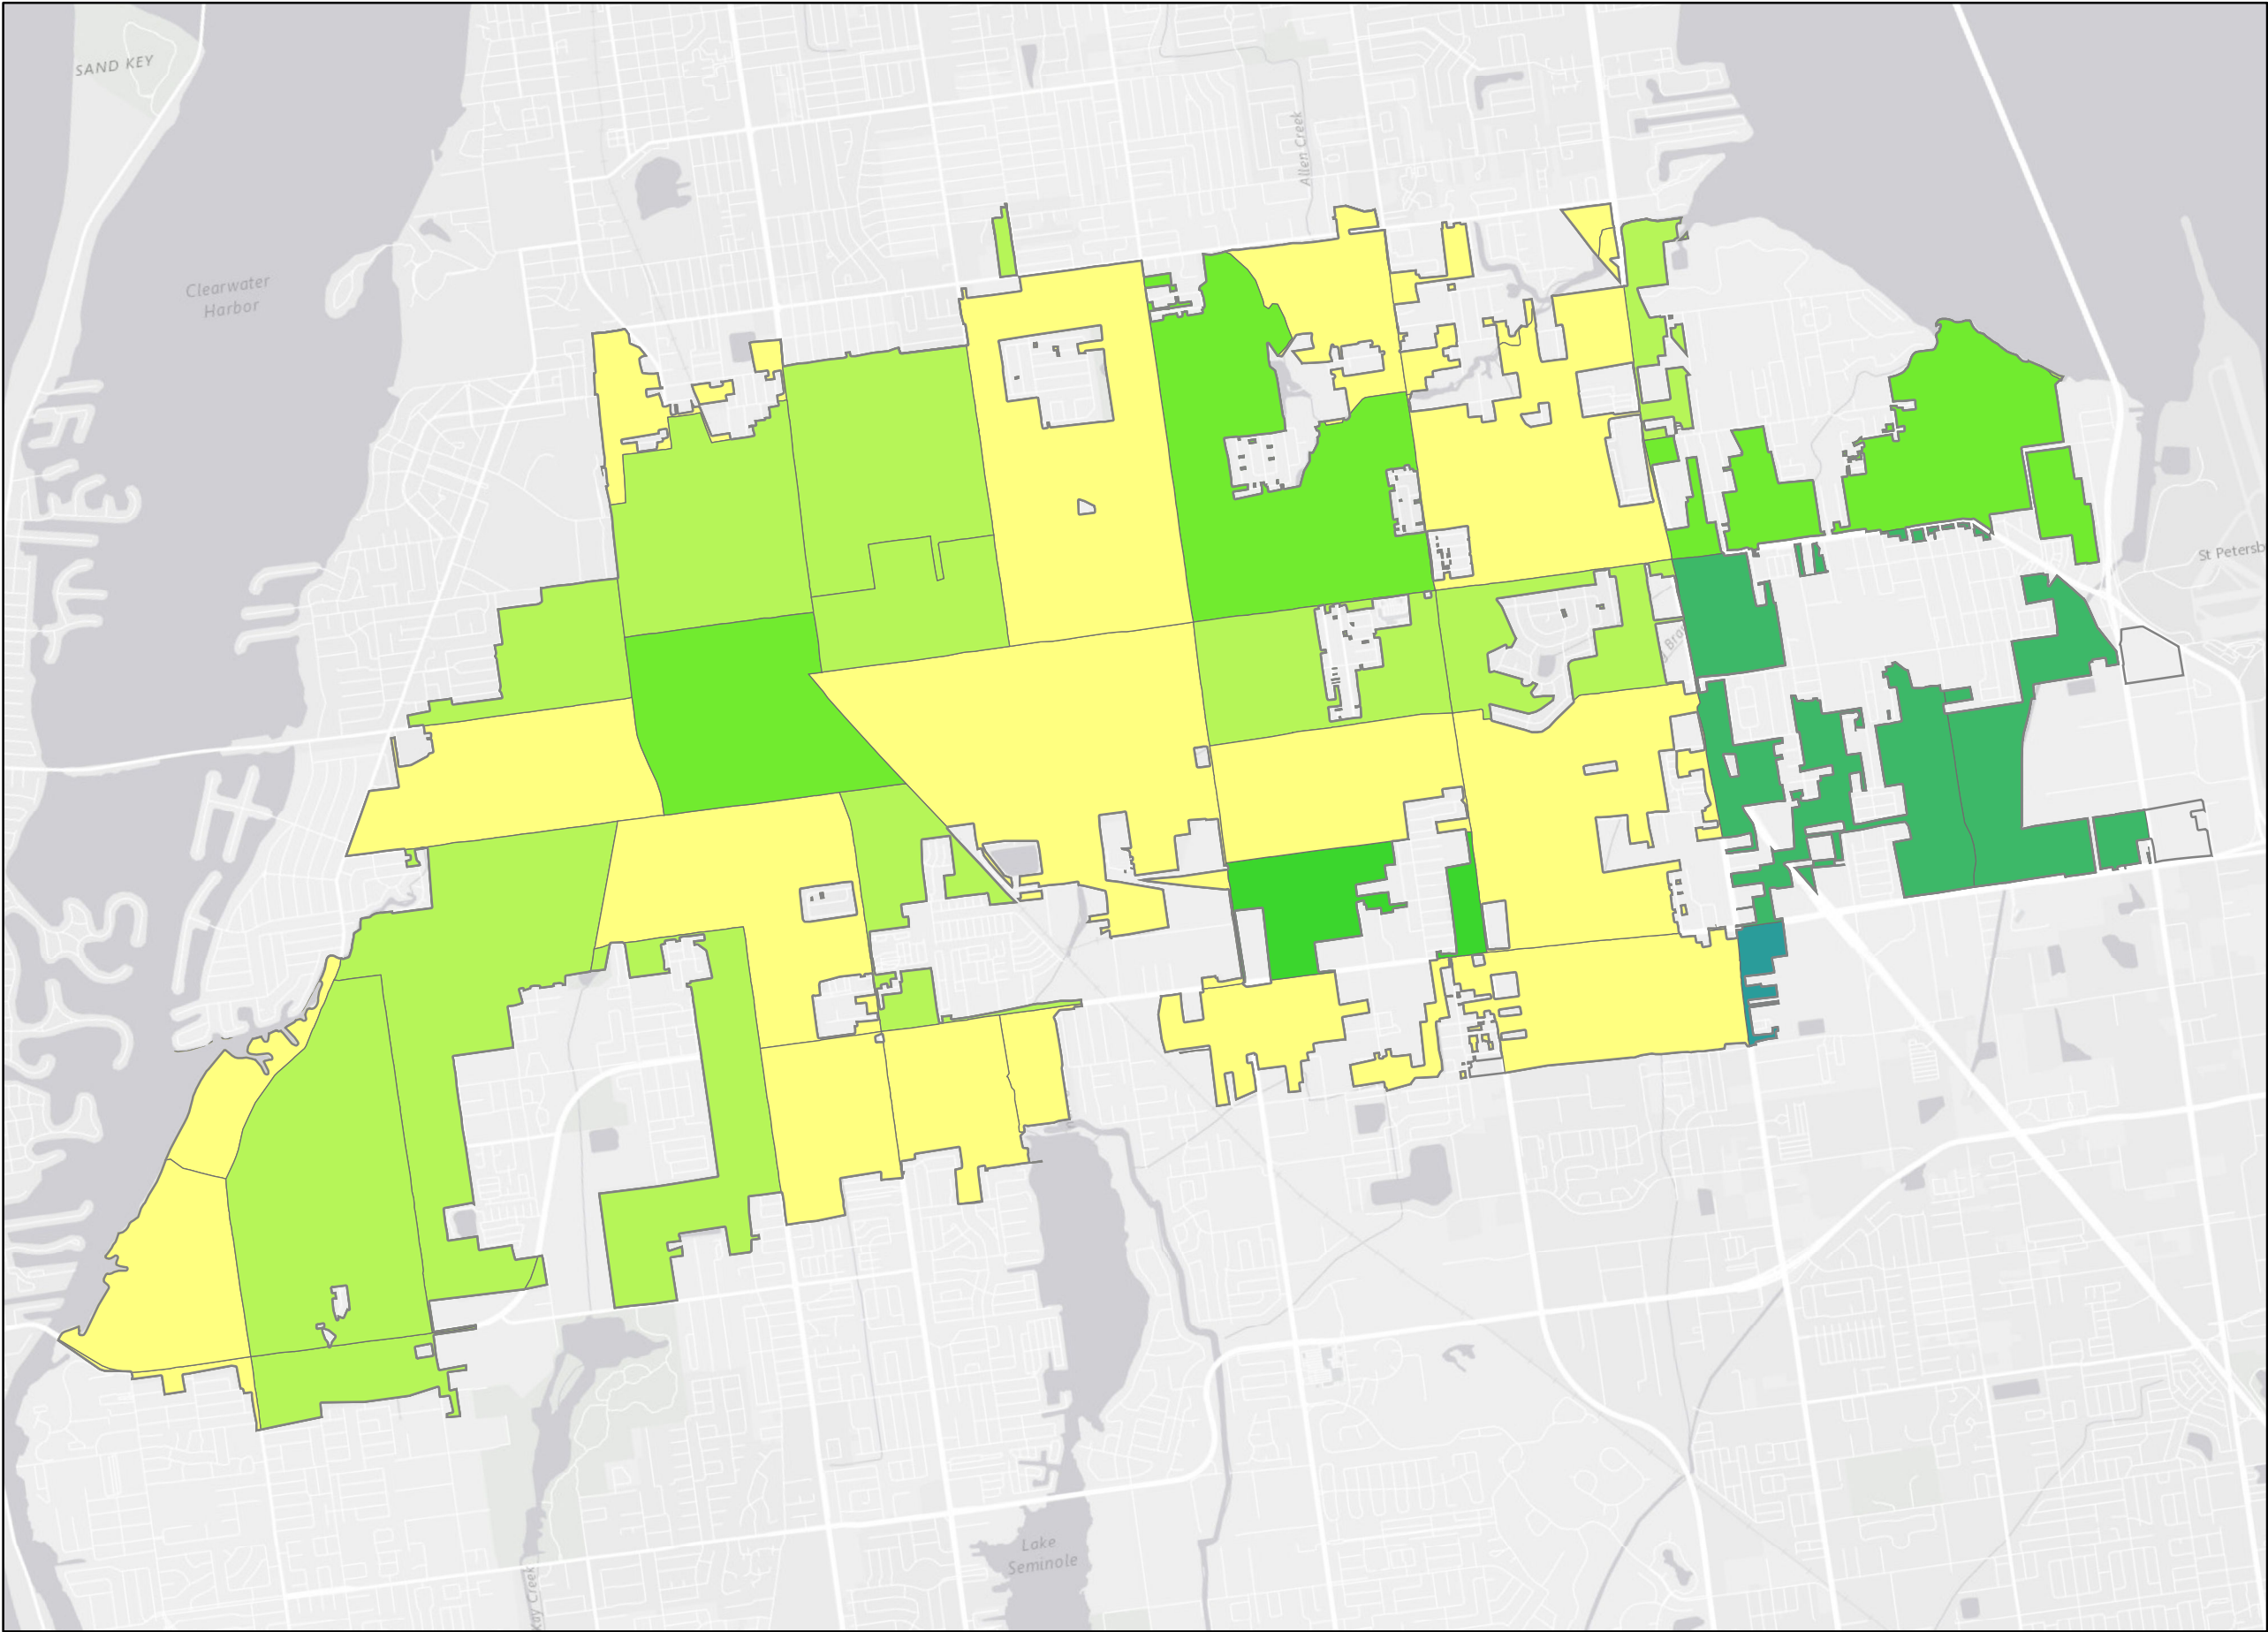 SAND KEY
Allen Creek
Clearwater
Harbor
St Petersb
Lake
Seminole